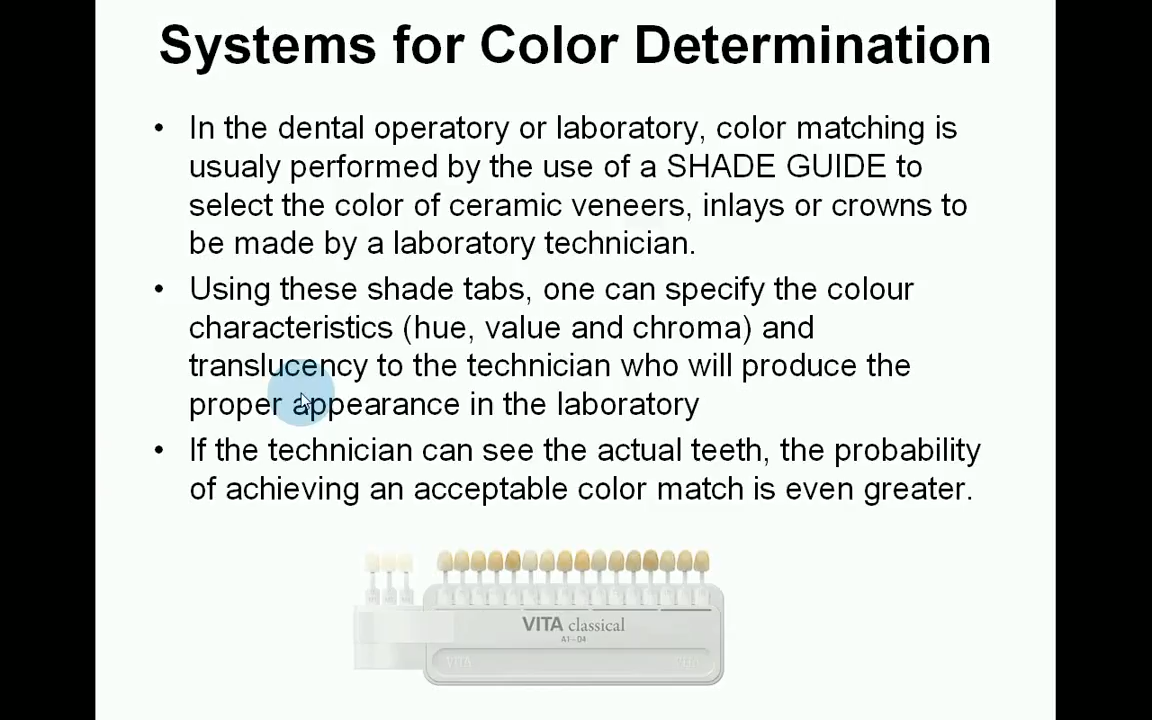 Systems for Color Determination
• In the dental operatory or laboratory, color matching is
usualy performed by the use of a SHADE GUIDE to
select the color of ceramic veneers, inlays or crowns to
be made by a laboratory technician.
• Using these shade tabs, one can specify the colour
characteristics (hue, value and chroma) and
translucency to the technician who will produce the
proper appearance in the laboratory
• If the technician can see the actual teeth, the probability
of achieving an acceptable color match is even greater.
VITA classical
A1–D4
VITA